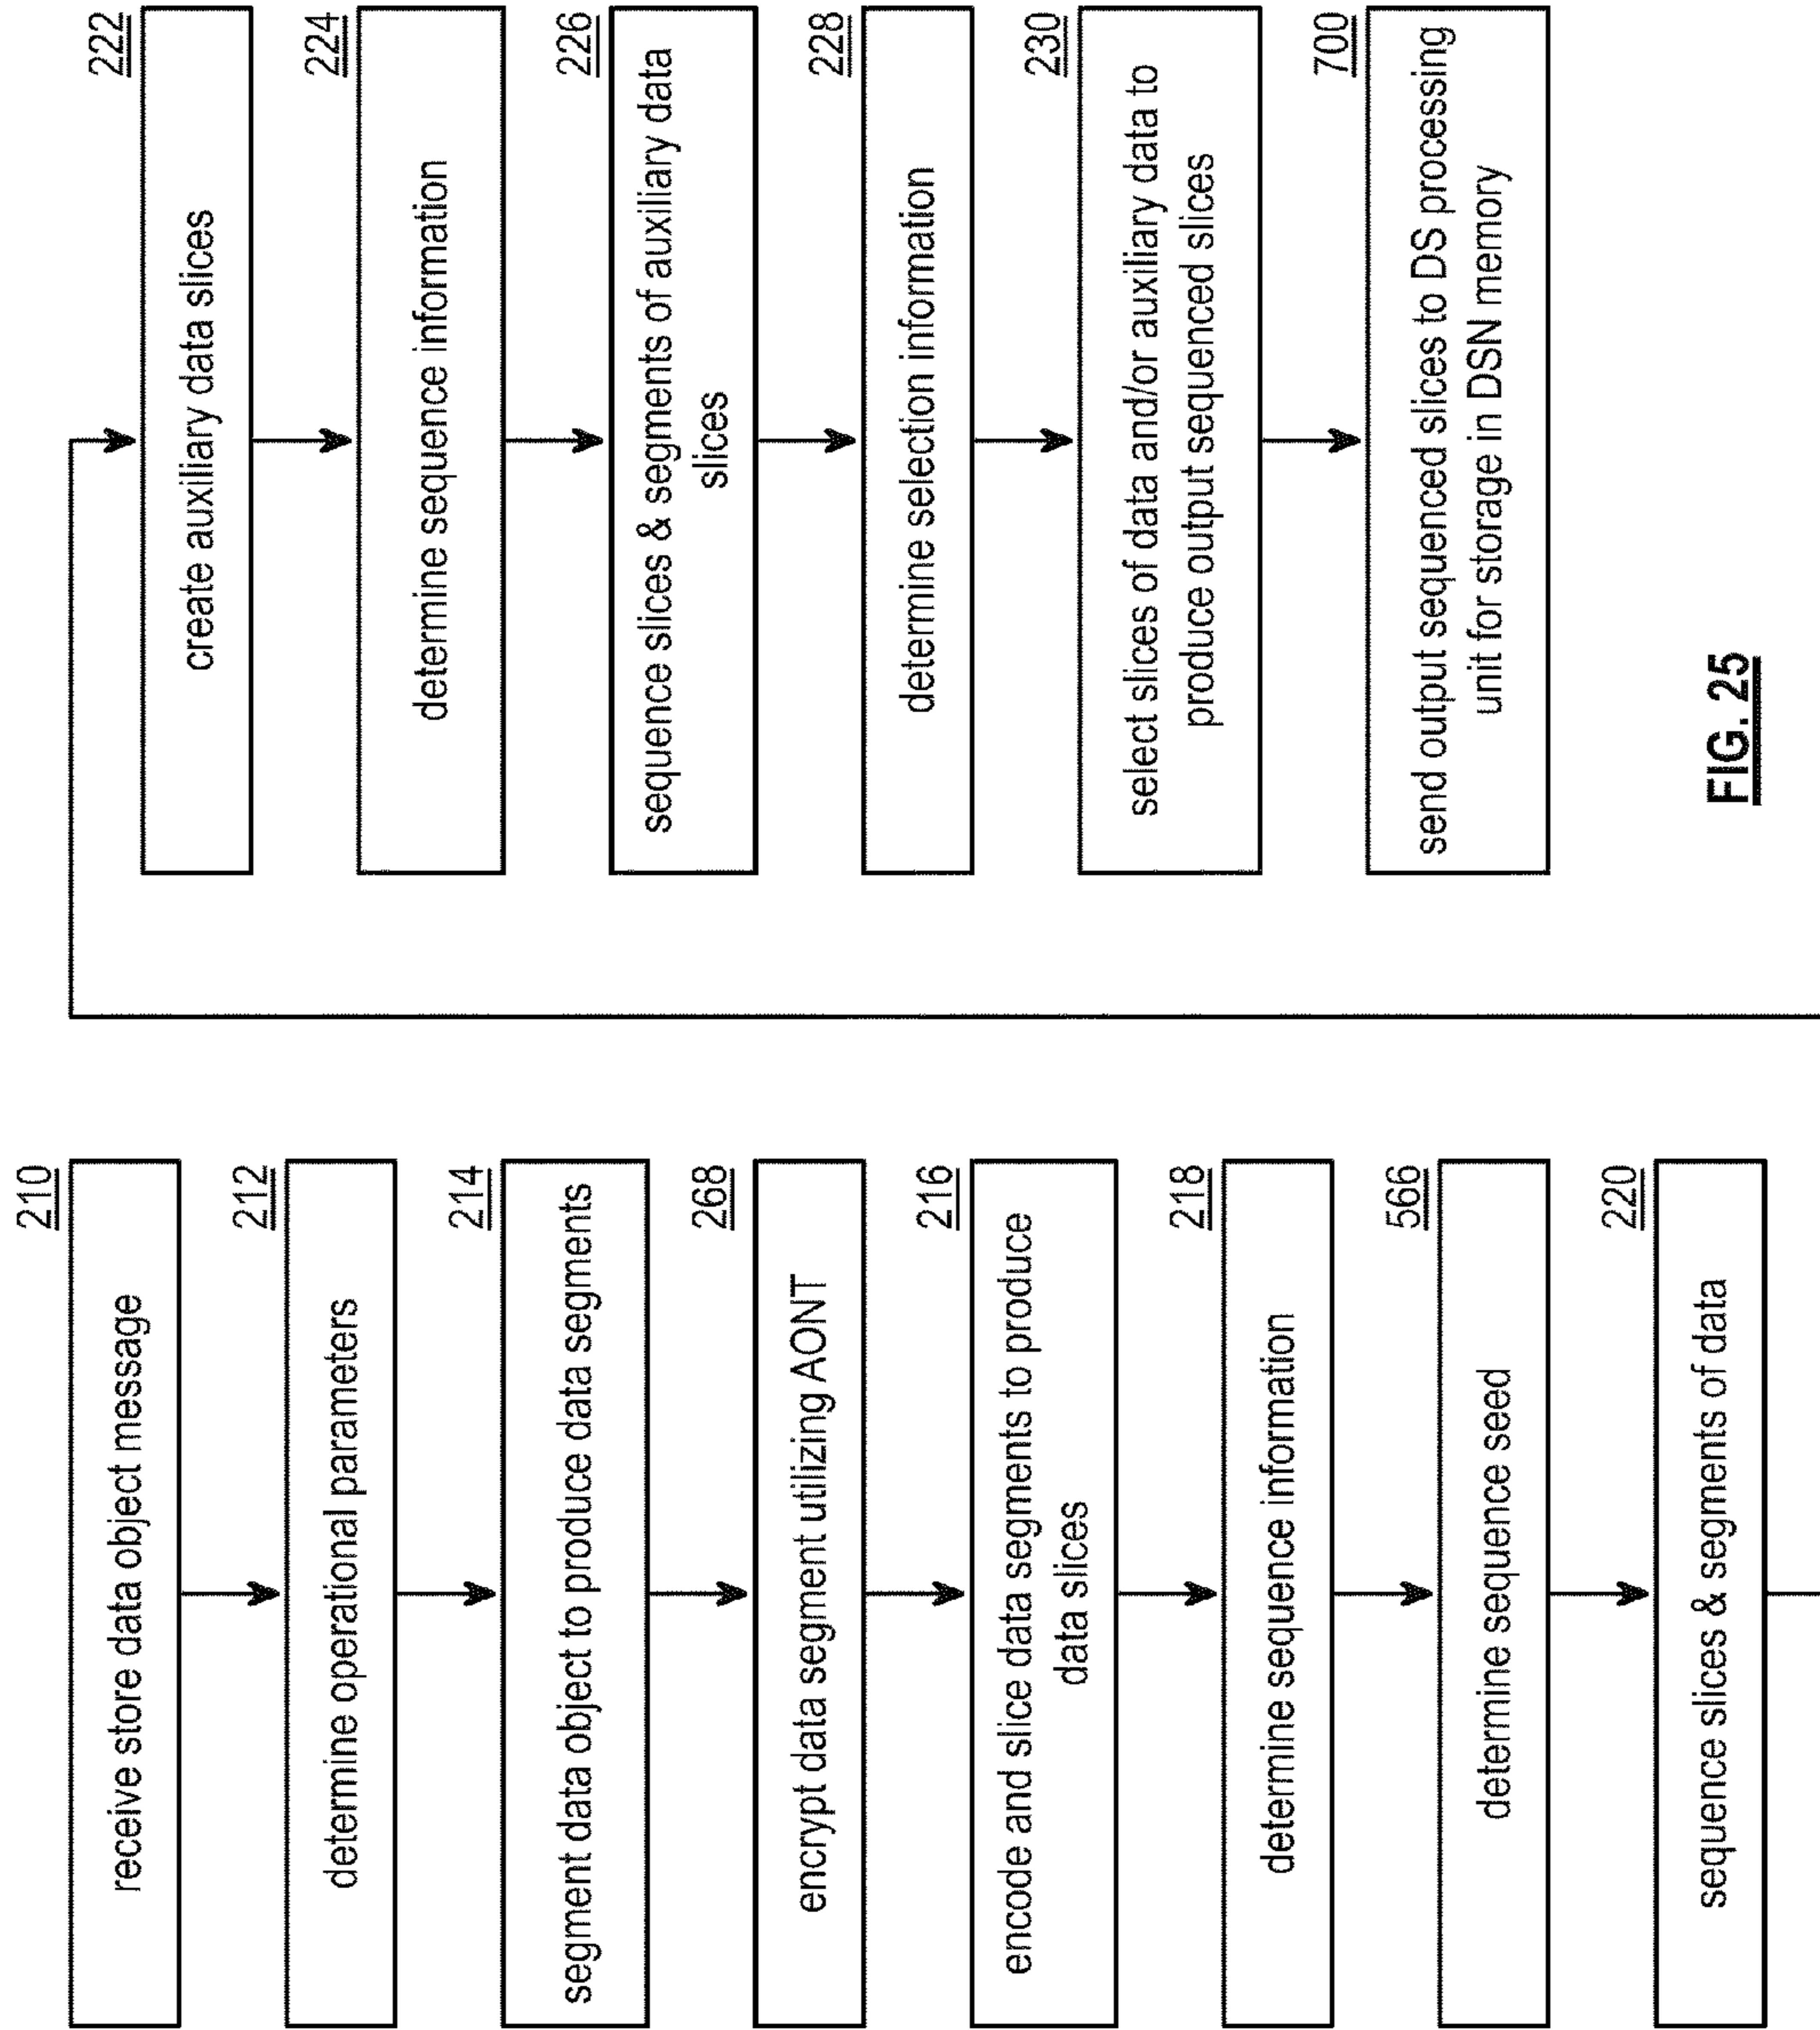 210
receive store data object message
212
determine operational parameters
214
segment data object to produce data segments
268
encrypt data segment utilizing AONT
216
encode and slice data segments to produce
data slices
218
determine sequence information
566
determine sequence seed
220
sequence slices & segments of data
222
create auxiliary data slices
224
determine sequence information
226
sequence slices & segments of auxiliary data
slices
228
determine selection information
230
select slices of data and/or auxiliary data to
produce output sequenced slices
700
send output sequenced slices to DS processing
unit for storage in DSN memory
FIG. 25